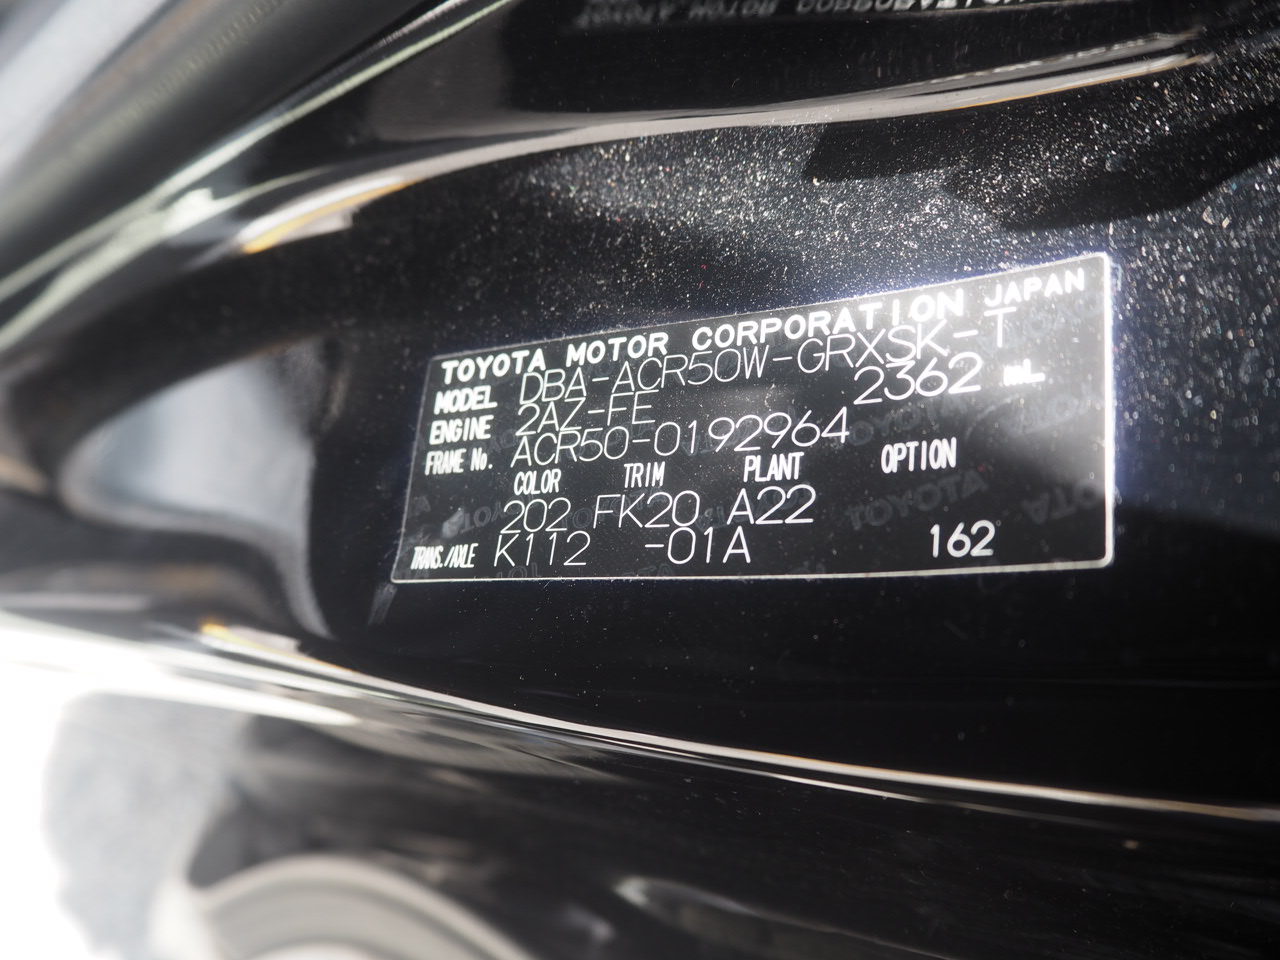 TOYOTA MOTOR CORPORATION JAPAN
MODEL DBA-ACR50W-GRXSK-T
ENGINE 2AZ-FE 2362 mL
FRAME No. ACR50-0192964
COLOR TRIM PLANT OPTION
202 FK20 A22
TRANS./AXLE K112 -01A 162